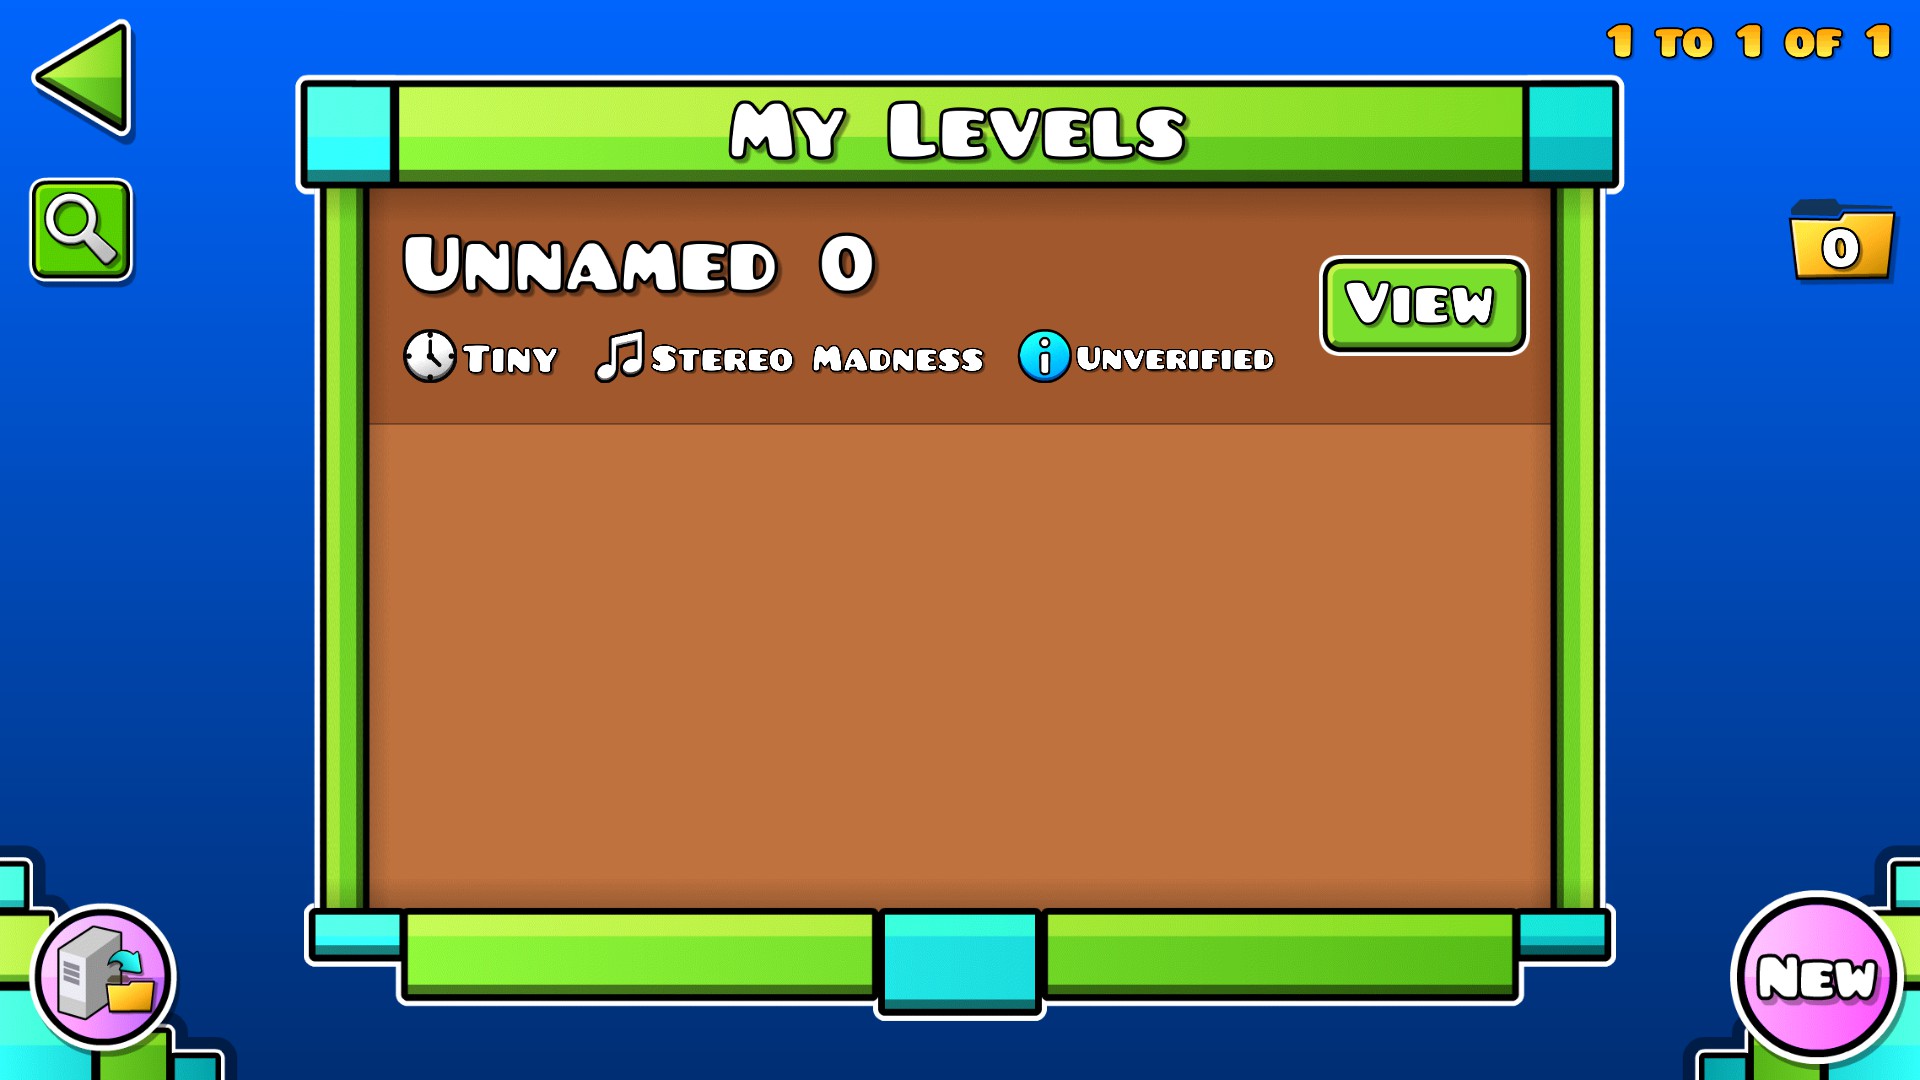 1 to 1 of 1
My Levels
0
Unnamed 0
View
Tiny Stereo Madness Unverified
New